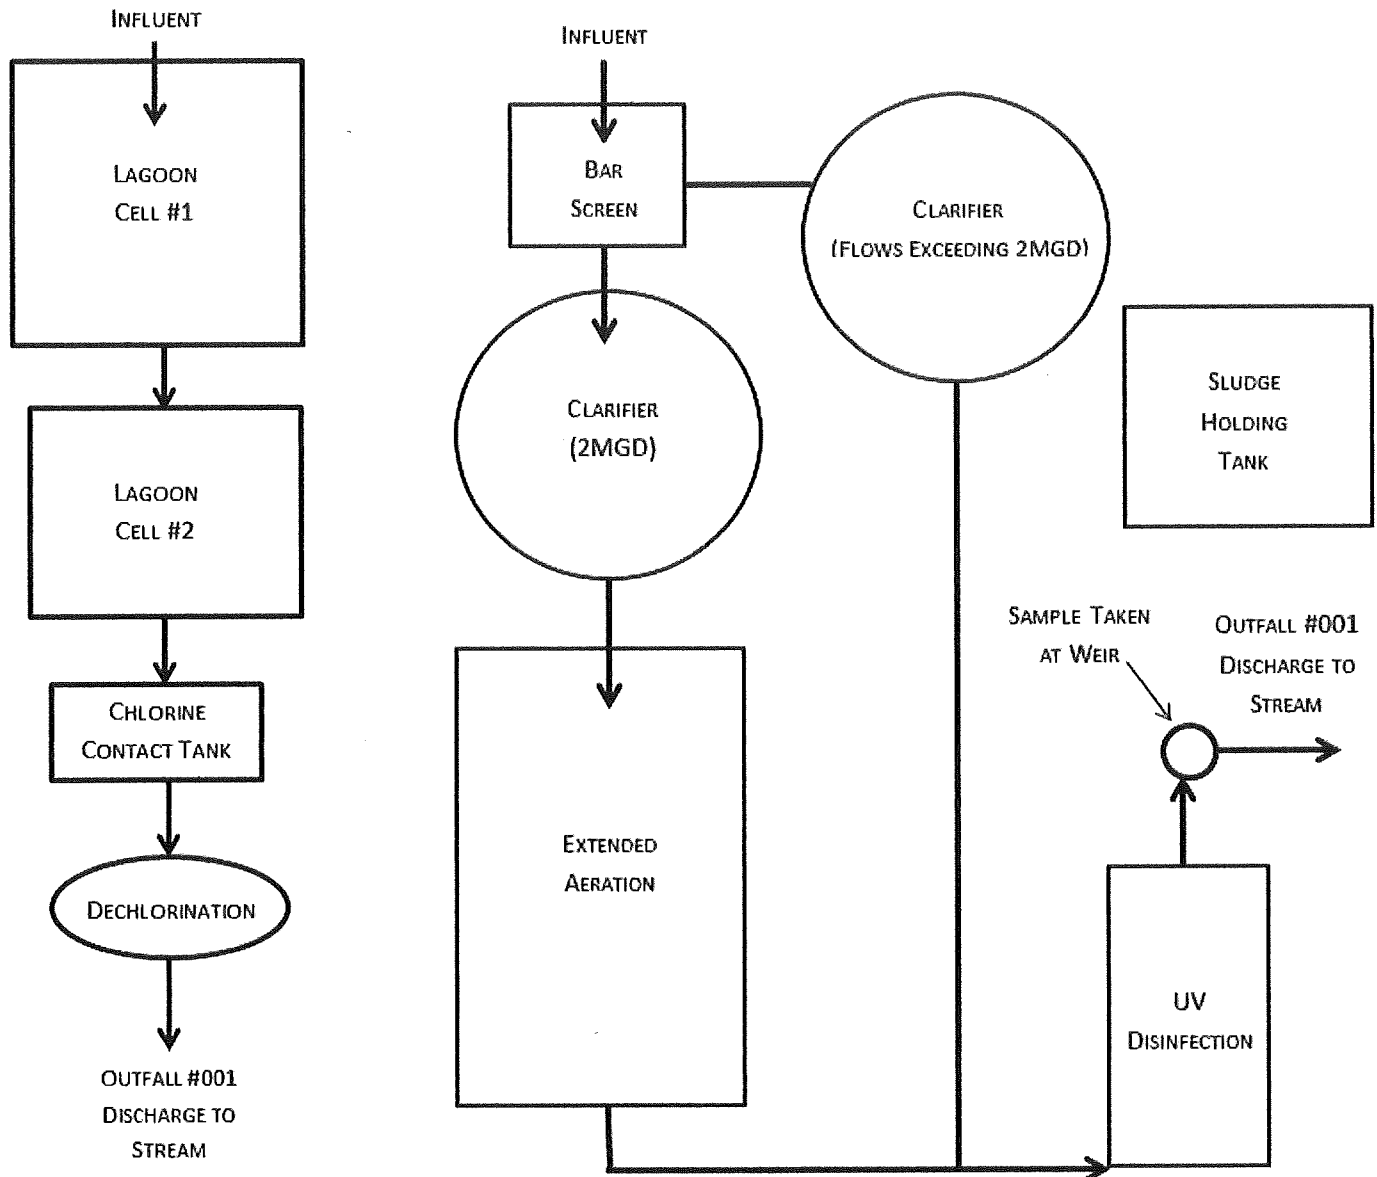 INFLUENT
LAGOON
CELL #1
LAGOON
CELL #2
CHLORINE
CONTACT TANK
DECHLORINATION
OUTFALL #001
DISCHARGE TO
STREAM
INFLUENT
BAR
SCREEN
CLARIFIER
(FLOWS EXCEEDING 2MGD)
CLARIFIER
(2MGD)
EXTENDED
AERATION
SLUDGE
HOLDING
TANK
SAMPLE TAKEN
AT WEIR
OUTFALL #001
DISCHARGE TO
STREAM
UV
DISINFECTION